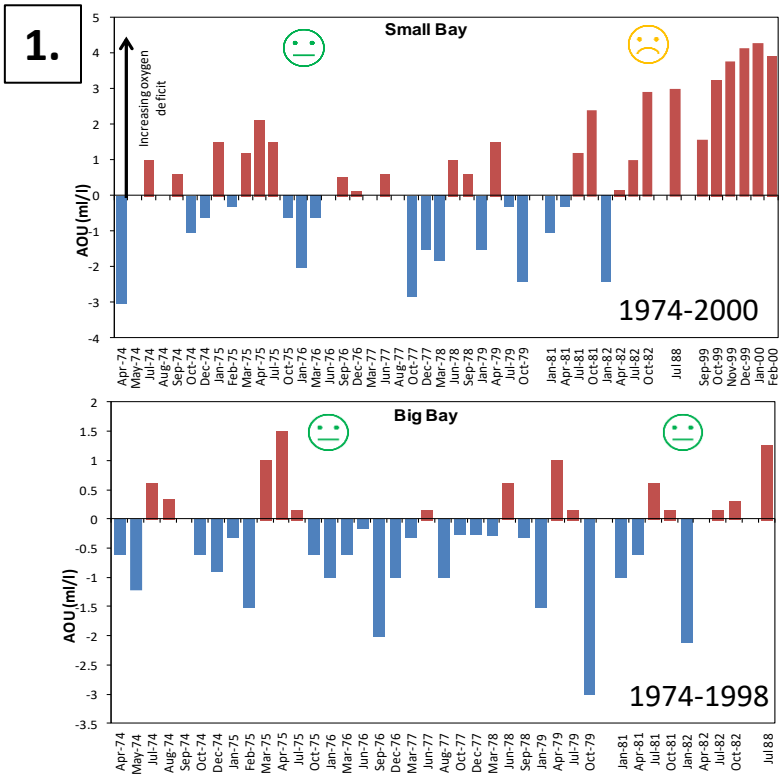 1.
Small Bay
5
4
3
2
1
0
-1
-2
-3
-4
AOU (ml/l)
Increasing oxygen
deficit
1974-2000
Apr-74
May-74
Jul-74
Aug-74
Sep-74
Oct-74
Dec-74
Jan-75
Feb-75
Mar-75
Apr-75
Jul-75
Oct-75
Jan-76
Mar-76
Jun-76
Sep-76
Dec-76
Mar-77
Jun-77
Aug-77
Oct-77
Dec-77
Mar-78
Jun-78
Sep-78
Jan-79
Apr-79
Jul-79
Oct-79
Jan-81
Apr-81
Jul-81
Oct-81
Jan-82
Apr-82
Jul-82
Oct-82
Jul 88
Sep-99
Oct-99
Nov-99
Dec-99
Jan-00
Feb-00
Big Bay
2
1.5
1
0.5
0
-0.5
-1
-1.5
-2
-2.5
-3
-3.5
AOU (ml/l)
1974-1998
Apr-74
May-74
Jul-74
Aug-74
Sep-74
Oct-74
Dec-74
Jan-75
Feb-75
Mar-75
Apr-75
Jul-75
Oct-75
Jan-76
Mar-76
Jun-76
Sep-76
Dec-76
Mar-77
Jun-77
Aug-77
Oct-77
Dec-77
Mar-78
Jun-78
Sep-78
Jan-79
Apr-79
Jul-79
Oct-79
Jan-81
Apr-81
Jul-81
Oct-81
Jan-82
Apr-82
Jul-82
Oct-82
Jul 88